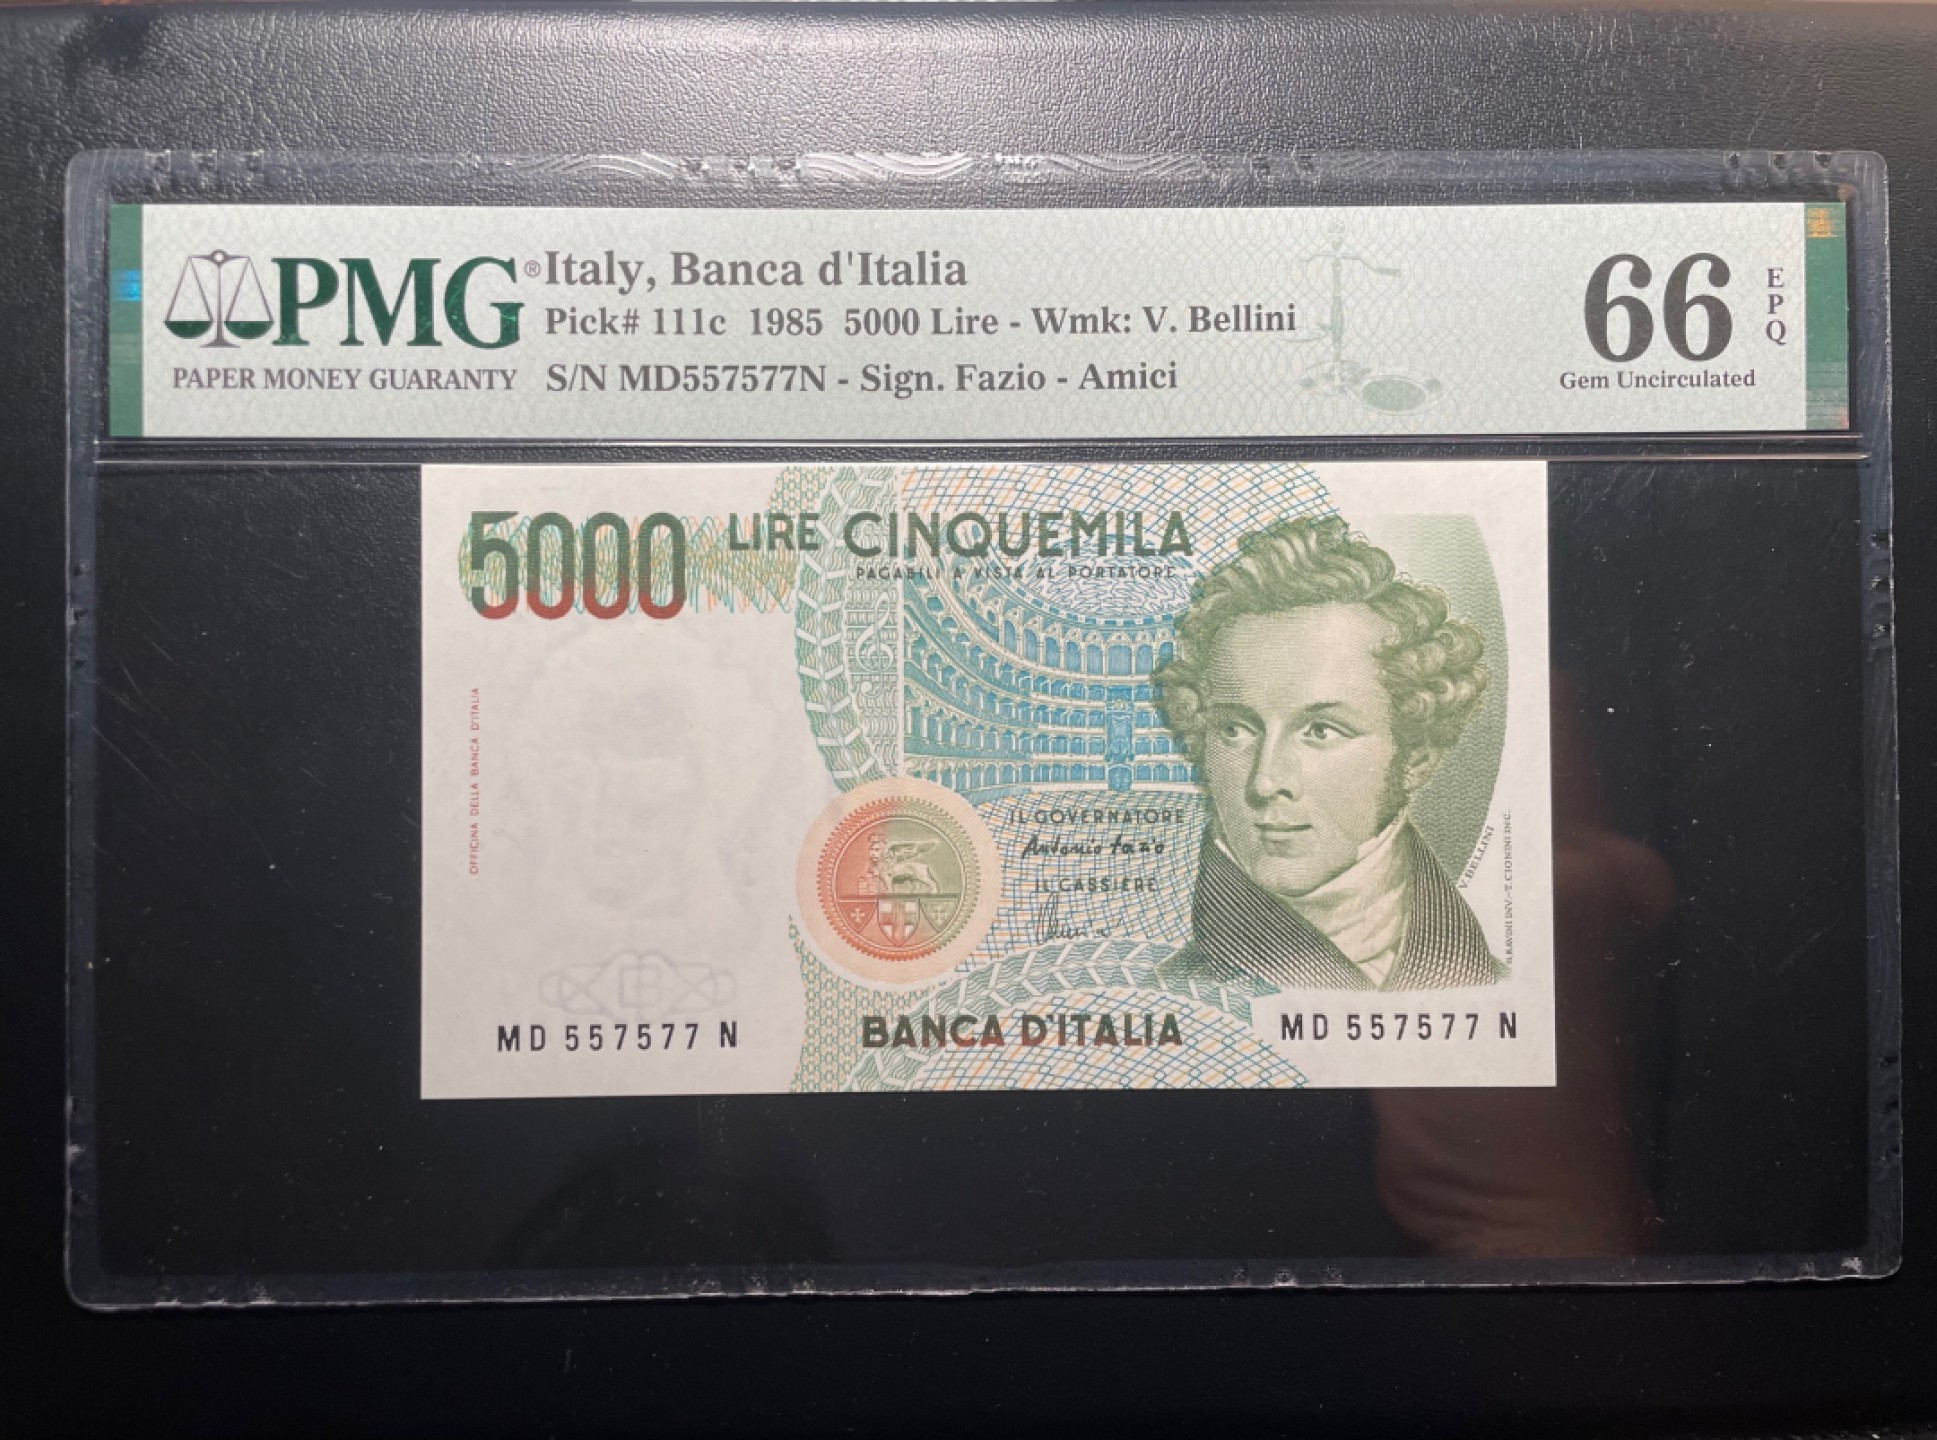 PMG®
PAPER MONEY GUARANTY
Italy, Banca d'Italia
Pick# 111c 1985 5000 Lire - Wmk: V. Bellini
S/N MD557577N - Sign. Fazio - Amici
66
EPQ
Gem Uncirculated
5000 LIRE CINQUEMILA
PAGABILI A VISTA AL PORTATORE
OFFICINA DELLA BANCA D'ITALIA
IL GOVERNATORE
Antonio Fazio
IL CASSIERE
V. BELLINI
T. CIONINI INC.
MD 557577 N
BANCA D'ITALIA
MD 557577 N